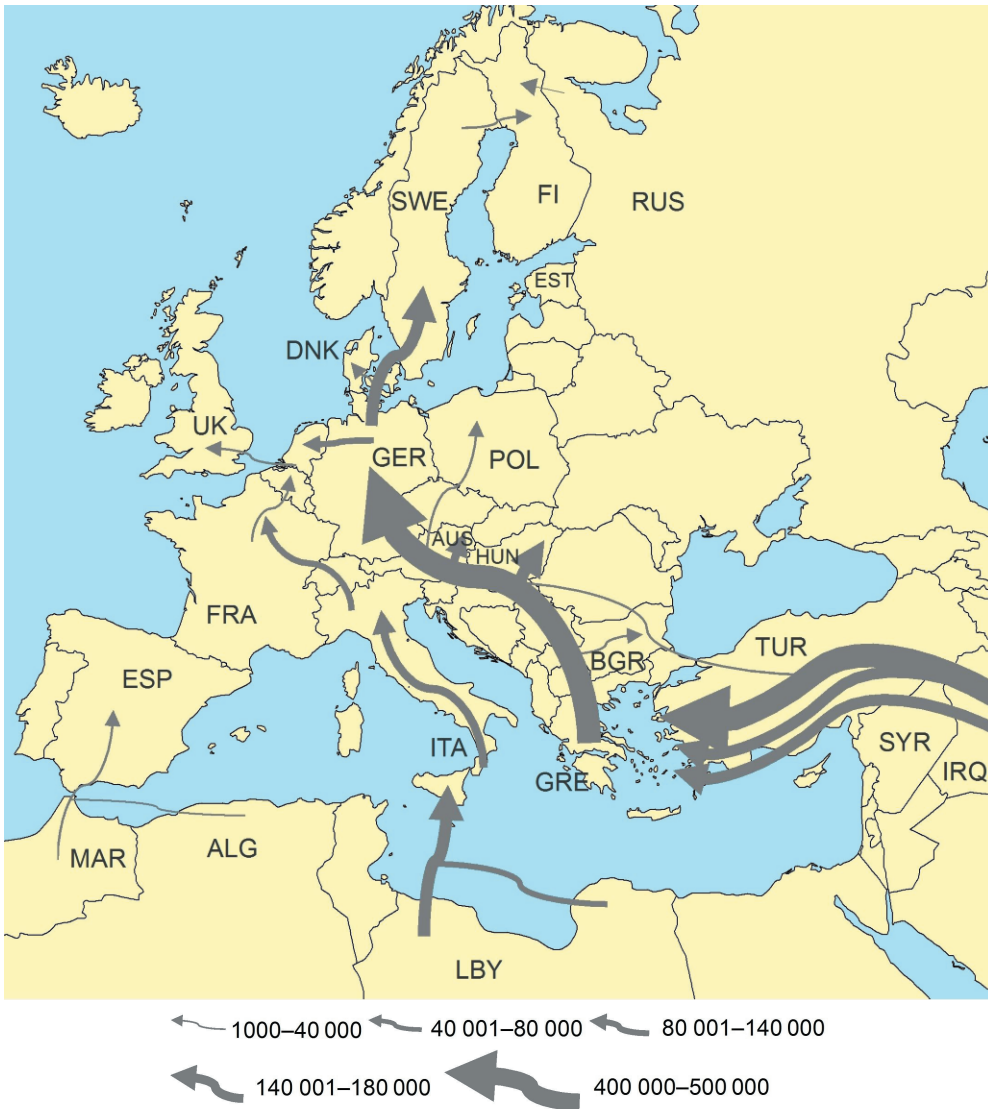 SWE
FI
RUS
EST
DNK
UK
GER
POL
AUS
HUN
FRA
BGR
TUR
ESP
ITA
SYR
GRE
IRQ
MAR
ALG
LBY
1000–40 000
40 001–80 000
80 001–140 000
140 001–180 000
400 000–500 000